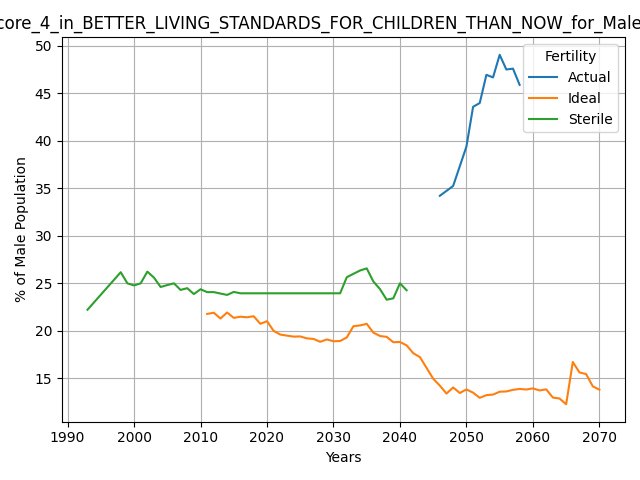 core_4_in_BETTER_LIVING_STANDARDS_FOR_CHILDREN_THAN_NOW_for_Male
50
45
40
35
30
25
20
15
% of Male Population
Fertility
Actual
Ideal
Sterile
1990 2000 2010 2020 2030 2040 2050 2060 2070
Years